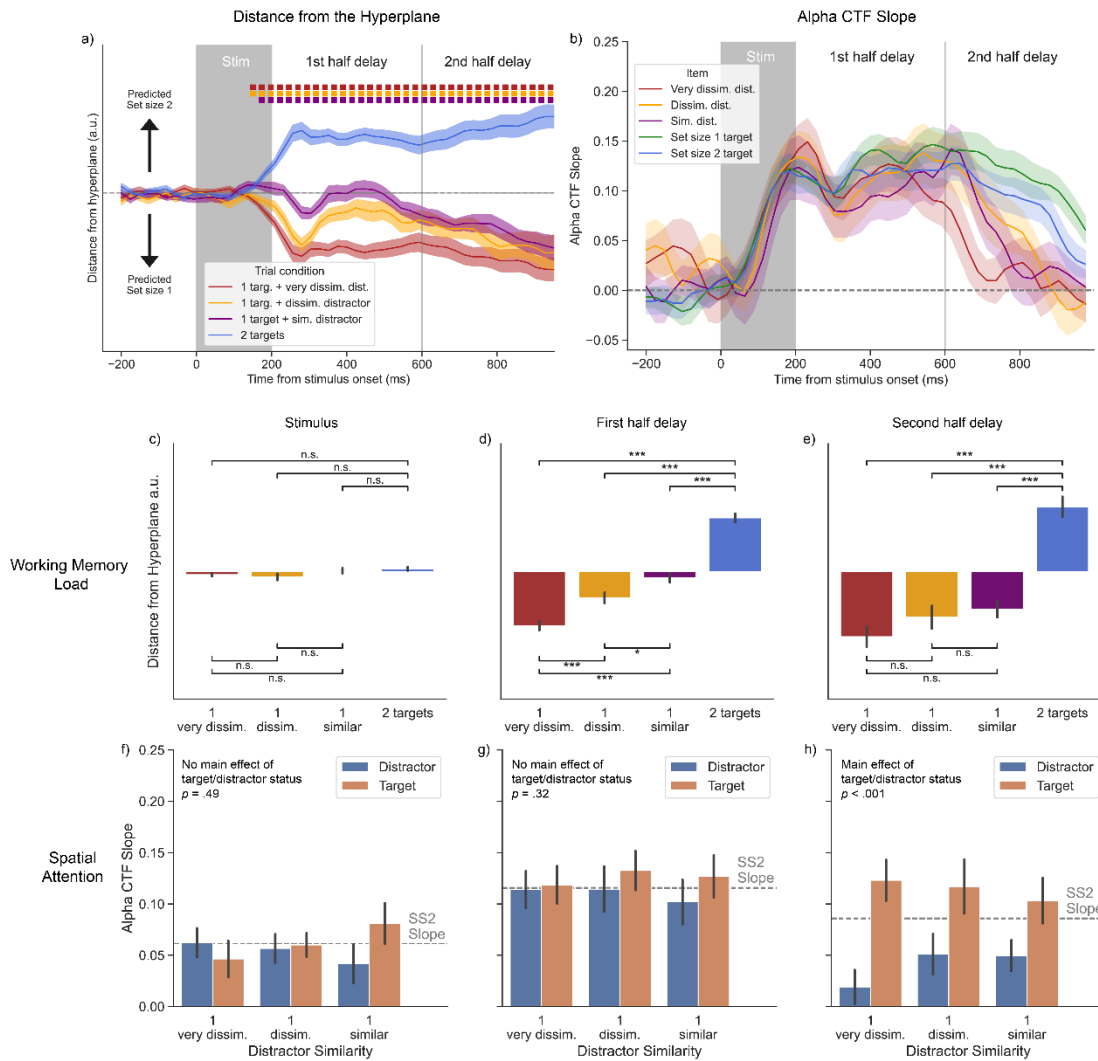 Distance from the Hyperplane
a)
Stim
1st half delay
2nd half delay
Predicted
Set size 2
Predicted
Set size 1
Distance from hyperplane (a.u.)
Trial condition
1 targ. + very dissim. dist.
1 targ. + dissim. distractor
1 target + sim. distractor
2 targets
−200
0
200
400
600
800
Time from stimulus onset (ms)
Alpha CTF Slope
b)
0.25
0.20
0.15
0.10
0.05
0.00
−0.05
Alpha CTF Slope
Stim
1st half delay
2nd half delay
Item
Very dissim. dist.
Dissim. dist.
Sim. dist.
Set size 1 target
Set size 2 target
−200
0
200
400
600
800
Time from stimulus onset (ms)
Working Memory
Load
Stimulus
c)
Distance from Hyperplane a.u.
n.s.
n.s.
n.s.
n.s.
n.s.
n.s.
1
very dissim.
1
dissim.
1
similar
2 targets
First half delay
d)
***
***
***
*
***
***
1
very dissim.
1
dissim.
1
similar
2 targets
Second half delay
e)
***
***
***
n.s.
n.s.
n.s.
1
very dissim.
1
dissim.
1
similar
2 targets
Spatial
Attention
f)
0.25
0.20
0.15
0.10
0.05
0.00
Alpha CTF Slope
No main effect of
target/distractor status
p = .49
Distractor
Target
SS2
Slope
1
very dissim.
1
dissim.
1
similar
Distractor Similarity
g)
No main effect of
target/distractor status
p = .32
Distractor
Target
SS2
Slope
1
very dissim.
1
dissim.
1
similar
Distractor Similarity
h)
Main effect of
target/distractor status
p < .001
Distractor
Target
SS2
Slope
1
very dissim.
1
dissim.
1
similar
Distractor Similarity